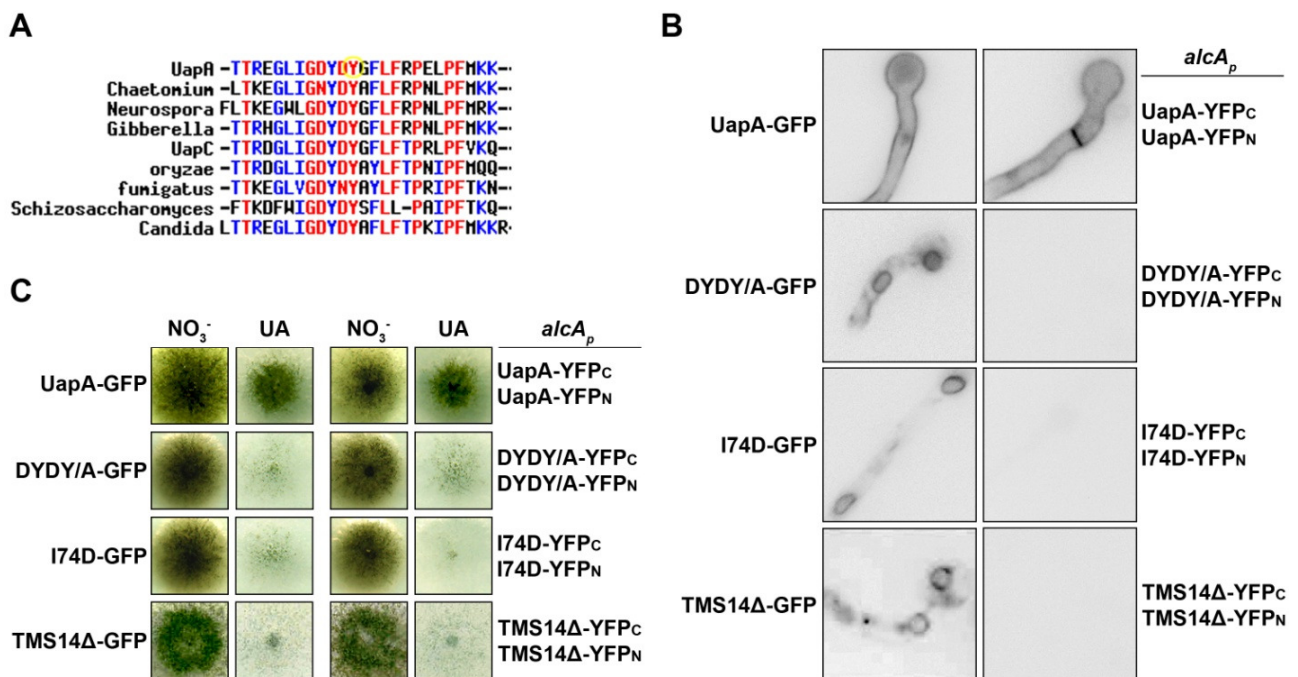 A
UapA -TTREGLIGDYDYGFLFRPELPFMKK-·
Chaetomium -LTKEGLIGNYDYAFLFRPNLPFMRK-·
Neurospora FLTKEGWLGDYDYAFLFRPNLPFMRK-·
Gibberella -TTRHGLIGDYDYGFLFRPNLPFMKK-·
UapC -TTRDGLIGDYDYGFLFTPRLPFVKQ-·
oryzae -TTRDGLIGDYDYAYLFTPNIPFMQQ-·
fumigatus -TTKEGLVGDYNYAYLFTPRIPFTKN-·
Schizosaccharomyces -FTKDFWIGDYDYSFLL-PAIPFTKQ-·
Candida LTTREGLIGDYDYAFLFTPKIPFMKKR·
B
alcAp
UapA-GFP
UapA-YFPC
UapA-YFPN
DYDY/A-GFP
DYDY/A-YFPC
DYDY/A-YFPN
I74D-GFP
I74D-YFPC
I74D-YFPN
TMS14Δ-GFP
TMS14Δ-YFPC
TMS14Δ-YFPN
C
NO3- UA NO3- UA alcAp
UapA-GFP
UapA-YFPC
UapA-YFPN
DYDY/A-GFP
DYDY/A-YFPC
DYDY/A-YFPN
I74D-GFP
I74D-YFPC
I74D-YFPN
TMS14Δ-GFP
TMS14Δ-YFPC
TMS14Δ-YFPN